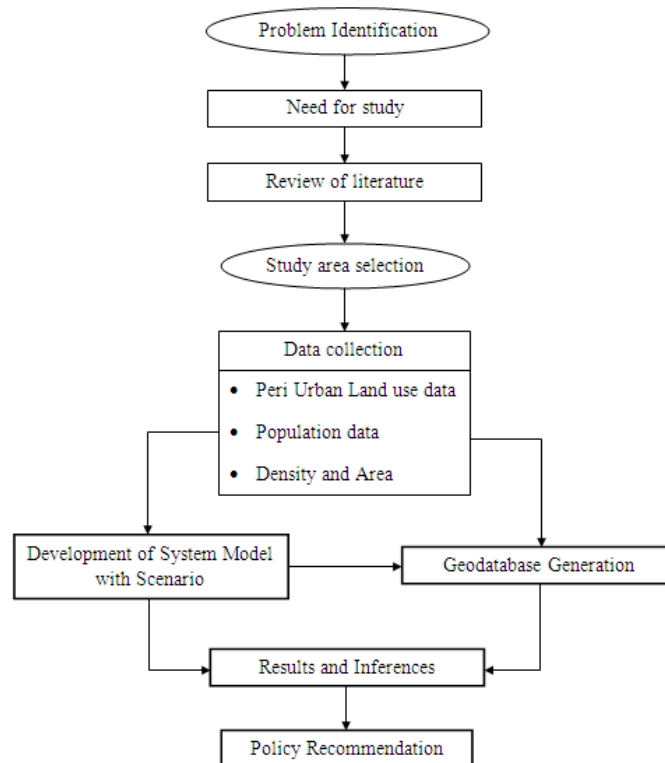 Problem Identification
Need for study
Review of literature
Study area selection
Data collection
• Peri Urban Land use data
• Population data
• Density and Area
Development of System Model
with Scenario
Geodatabase Generation
Results and Inferences
Policy Recommendation